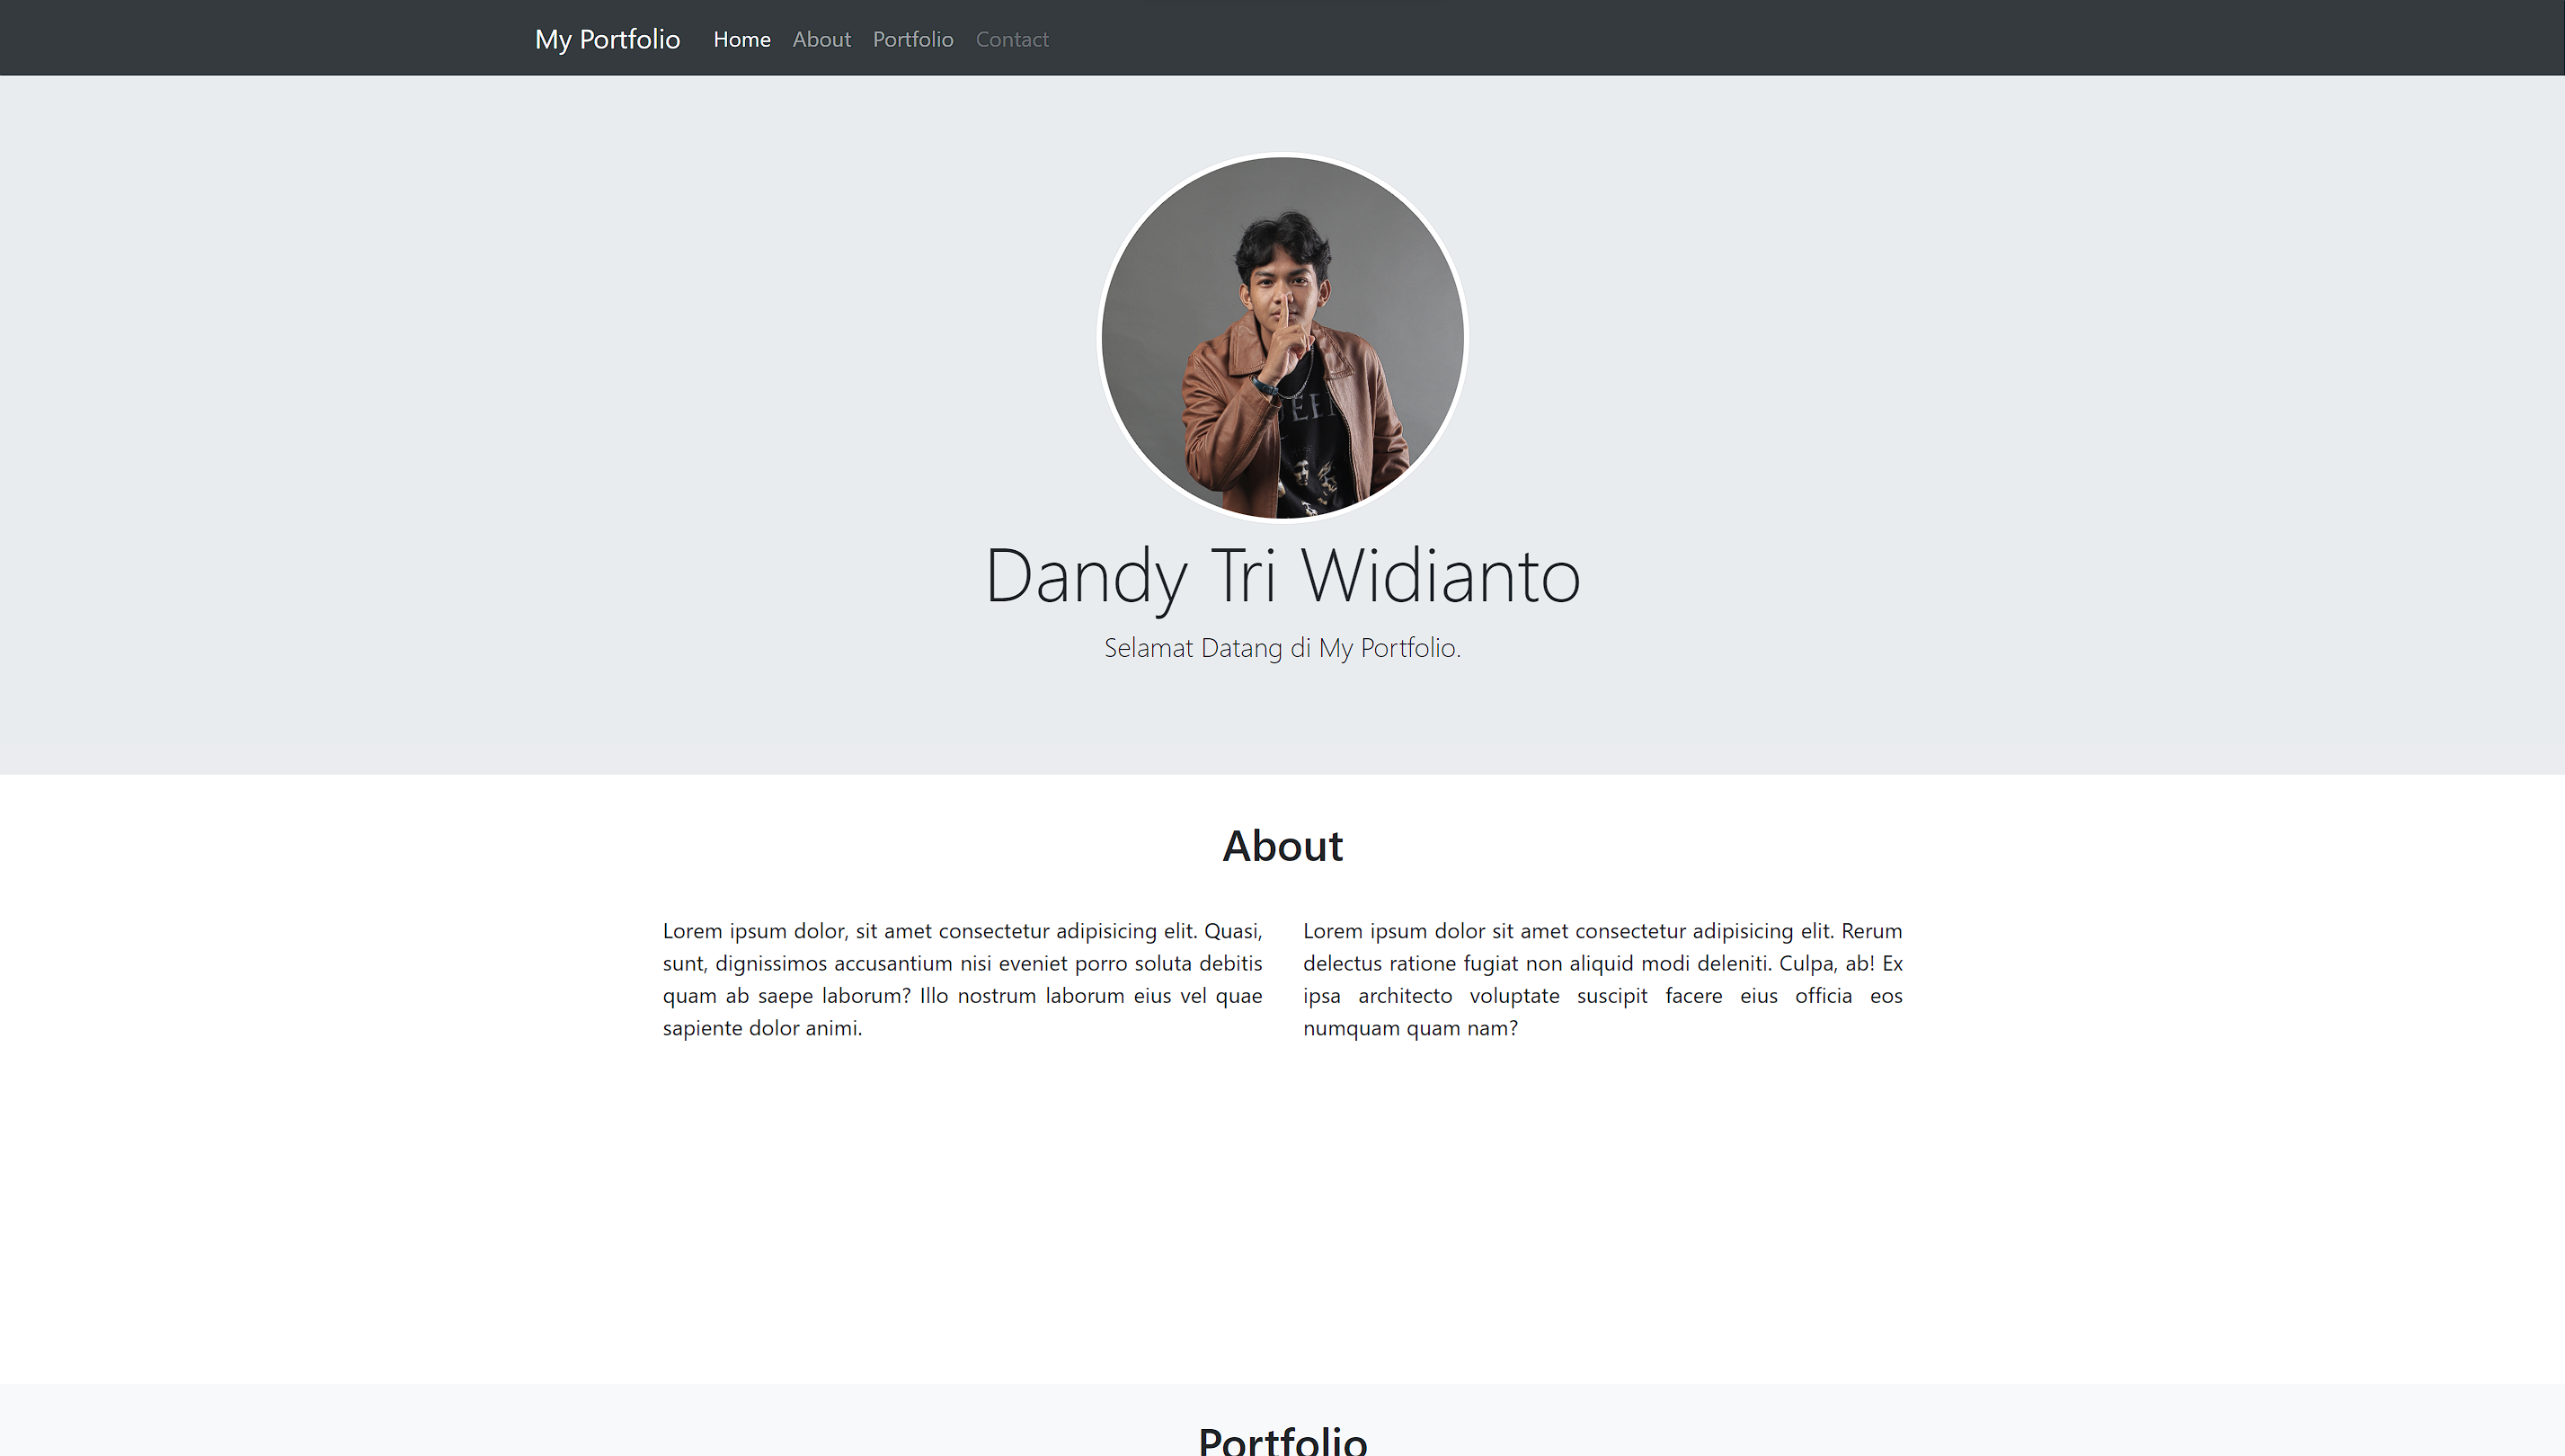 My Portfolio Home About Portfolio Contact
Dandy Tri Widianto
Selamat Datang di My Portfolio.
About
Lorem ipsum dolor, sit amet consectetur adipisicing elit. Quasi,
sunt, dignissimos accusantium nisi eveniet porro soluta debitis
quam ab saepe laborum? Illo nostrum laborum eius vel quae
sapiente dolor animi.
Lorem ipsum dolor sit amet consectetur adipisicing elit. Rerum
delectus ratione fugiat non aliquid modi deleniti. Culpa, ab! Ex
ipsa architecto voluptate suscipit facere eius officia eos
numquam quam nam?
Portfolio